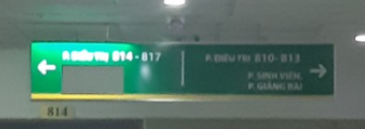 P. ĐIỀU TRỊ 814 - 817
P. ĐIỀU TRỊ 810 - 813
P. SINH VIÊN,
P. GIẢNG BÀI
814